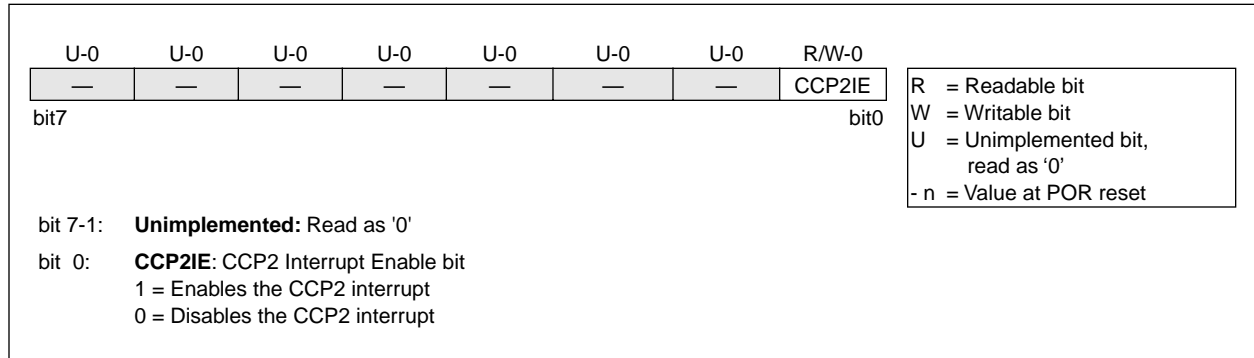 U-0 U-0 U-0 U-0 U-0 U-0 U-0 R/W-0
— — — — — — — CCP2IE
bit7 bit0
R = Readable bit
W = Writable bit
U = Unimplemented bit,
read as ‘0’
- n = Value at POR reset
bit 7-1: Unimplemented: Read as '0'
bit 0: CCP2IE: CCP2 Interrupt Enable bit
1 = Enables the CCP2 interrupt
0 = Disables the CCP2 interrupt